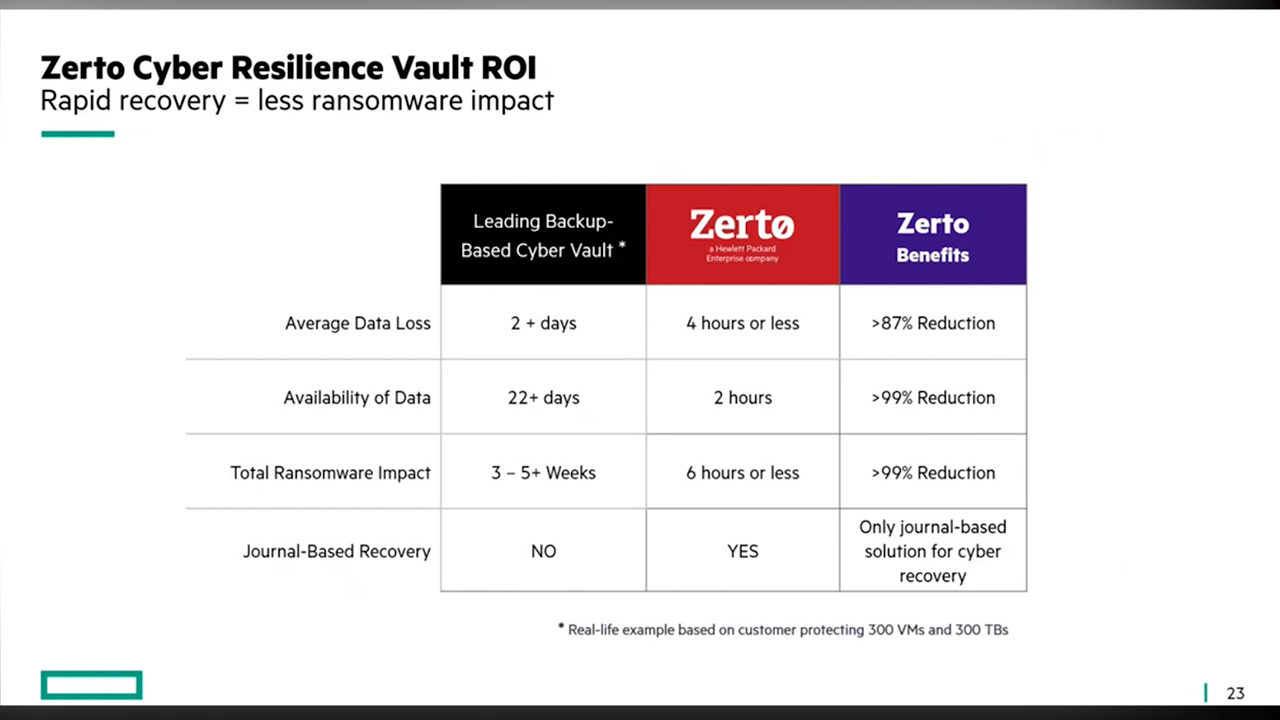 Zerto Cyber Resilience Vault ROI
Rapid recovery = less ransomware impact
Leading Backup-
Based Cyber Vault *
Zerto
a Hewlett Packard
Enterprise company
Zerto
Benefits
Average Data Loss
2 + days
4 hours or less
>87% Reduction
Availability of Data
22+ days
2 hours
>99% Reduction
Total Ransomware Impact
3 – 5+ Weeks
6 hours or less
>99% Reduction
Journal-Based Recovery
NO
YES
Only journal-based
solution for cyber
recovery
* Real-life example based on customer protecting 300 VMs and 300 TBs
23